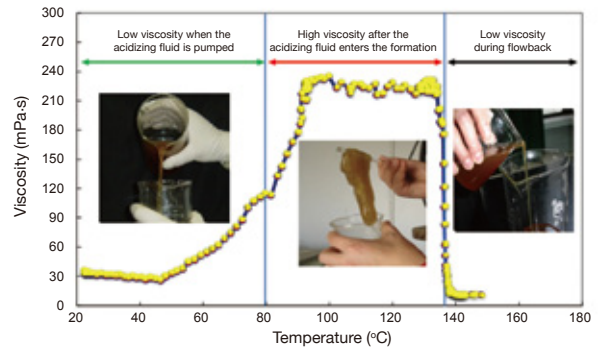 Low viscosity when the
acidizing fluid is pumped
High viscosity after the
acidizing fluid enters the formation
Low viscosity
during flowback
Viscosity (mPa·s)
300
270
240
210
180
150
120
90
60
30
0
20
40
60
80
100
120
140
160
180
Temperature (°C)